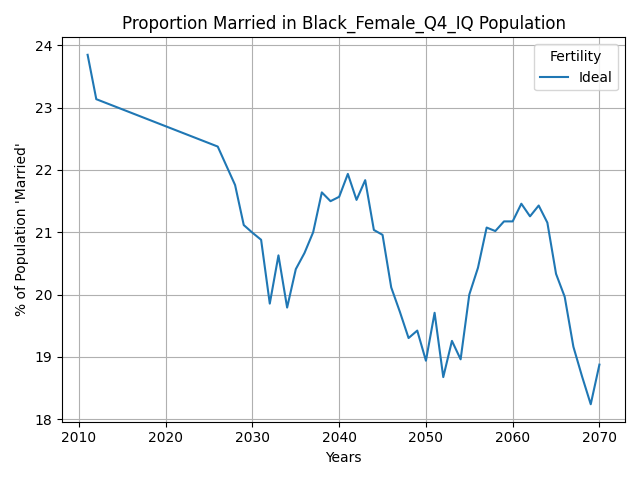 Proportion Married in Black_Female_Q4_IQ Population
Fertility
Ideal
% of Population 'Married'
24
23
22
21
20
19
18
2010 2020 2030 2040 2050 2060 2070
Years